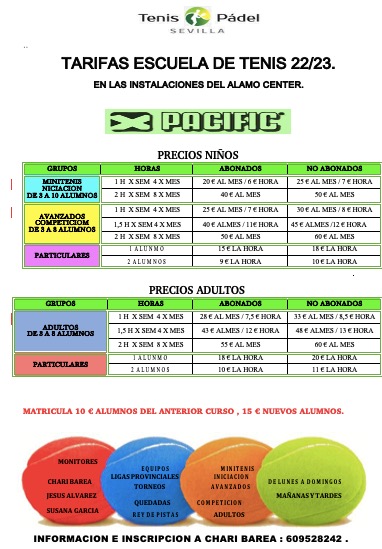 Tenis Pádel
SEVILLA
TARIFAS ESCUELA DE TENIS 22/23.
EN LAS INSTALACIONES DEL ALAMO CENTER.
PACIFIC
PRECIOS NIÑOS
GRUPOS HORAS ABONADOS NO ABONADOS
MINITENIS
NICIACION
DE 3 A 10 ALUMNOS
1 H X SEM 4 X MES 20 € AL MES / 6 € HORA 25 € AL MES / 7 € HORA
2 H X SEM 8 X MES 40 € AL MES 50 € AL MES
AVANZADOS
COMPETICIOM
DE 3 A 8 ALUMNOS
1 H X SEM 4 X MES 25 € AL MES / 7 € HORA 30 € AL MES / 8 € HORA
1,5 H X SEM 4 X MES 40 € ALMES / 11€ HORA 45 € ALMES /12 € HORA
2 H X SEM 8 X MES 50 € AL MES 60 € AL MES
PARTICULARES
1 ALUNMO 15 € LA HORA 18 € LA HORA
2 ALUMNOS 9 € LA HORA 10 € LA HORA
PRECIOS ADULTOS
GRUPOS HORAS ABONADOS NO ABONADOS
ADULTOS
DE 3 A 8 ALUMNOS
1 H X SEM 4 X MES 28 € AL MES / 7,5 € HORA 33 € AL MES / 8,5 € HORA
1,5 H X SEM 4 X MES 43 € AL MES / 12 € HORA 48 € ALMES / 13 € HORA
2 H X SEM 8 X MES 55 € AL MES 60 € AL MES
PARTICULARES
1 ALUMNO 18 € LA HORA 20 € LA HORA
2 ALUMNOS 10 € LA HORA 11 € LA HORA
MATRICULA 10 € ALUMNOS DEL ANTERIOR CURSO , 15 € NUEVOS ALUMNOS.
MONITORES
CHARI BAREA
JESUS ALVAREZ
SUSANA GARCIA
EQUIPOS
LIGAS PROVINCIALES
TORNEOS
QUEDADAS
REY DE PISTAS
MINITENIS
INICIACION
AVANZADOS
COMPETICION
ADULTOS
DE LUNES A DOMINGOS
MAÑANAS Y TARDES
INFORMACION E INSCRIPCION A CHARI BAREA : 609528242 .